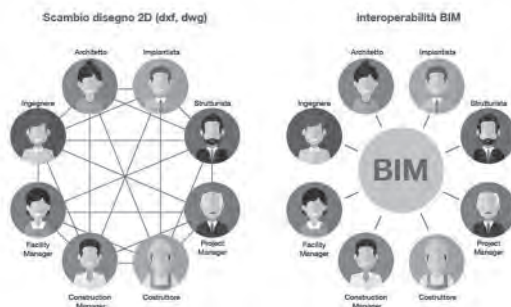 Scambio disegno 2D (dxf, dwg)
Architetto
Impiantista
Ingegnere
Strutturista
Facility
Manager
Project
Manager
Construction
Manager
Costruttore
interoperabilità BIM
Architetto
Impiantista
Ingegnere
Strutturista
BIM
Facility
Manager
Project
Manager
Construction
Manager
Costruttore